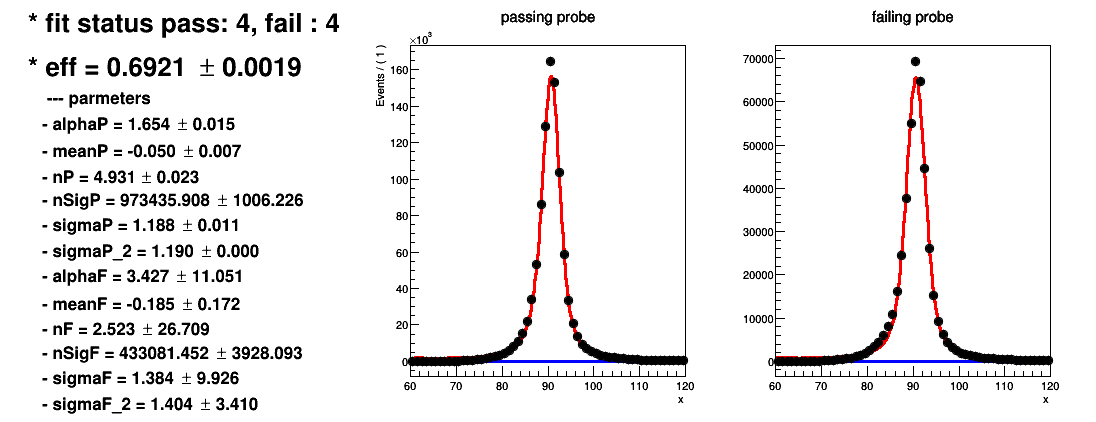 * fit status pass: 4, fail : 4
* eff = 0.6921 ± 0.0019
--- parmeters
- alphaP = 1.654 ± 0.015
- meanP = -0.050 ± 0.007
- nP = 4.931 ± 0.023
- nSigP = 973435.908 ± 1006.226
- sigmaP = 1.188 ± 0.011
- sigmaP_2 = 1.190 ± 0.000
- alphaF = 3.427 ± 11.051
- meanF = -0.185 ± 0.172
- nF = 2.523 ± 26.709
- nSigF = 433081.452 ± 3928.093
- sigmaF = 1.384 ± 9.926
- sigmaF_2 = 1.404 ± 3.410
passing probe
×10³
Events / ( 1 )
160
140
120
100
80
60
40
20
0
60 70 80 90 100 110 120
x
failing probe
70000
60000
50000
40000
30000
20000
10000
0
60 70 80 90 100 110 120
x